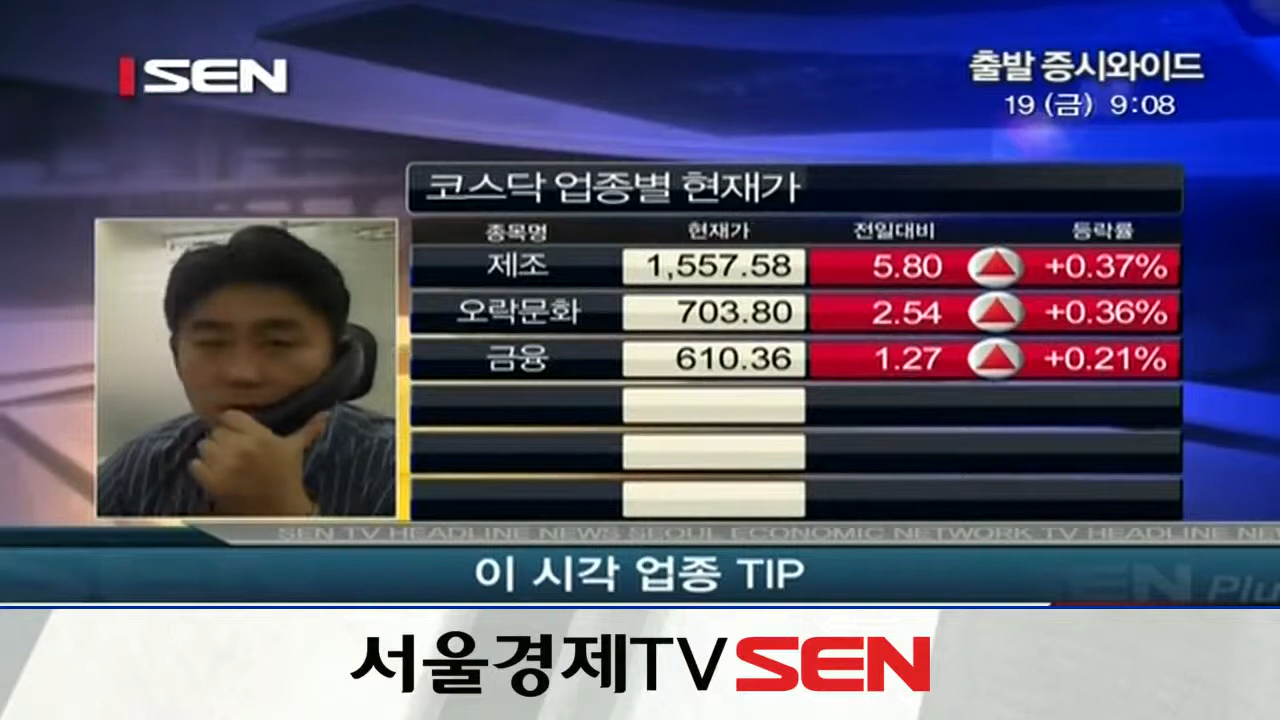 SEN
출발 증시와이드
19 (금) 9:08
코스닥 업종별 현재가
종목명 현재가 전일대비 등락률
제조 1,557.58 5.80 +0.37%
오락문화 703.80 2.54 +0.36%
금융 610.36 1.27 +0.21%
SEN TV HEADLINE NEWS SEOUL ECONOMIC NETWORK TV HEADLINE NE
이 시각 업종 TIP
EN Plu
서울경제TV SEN